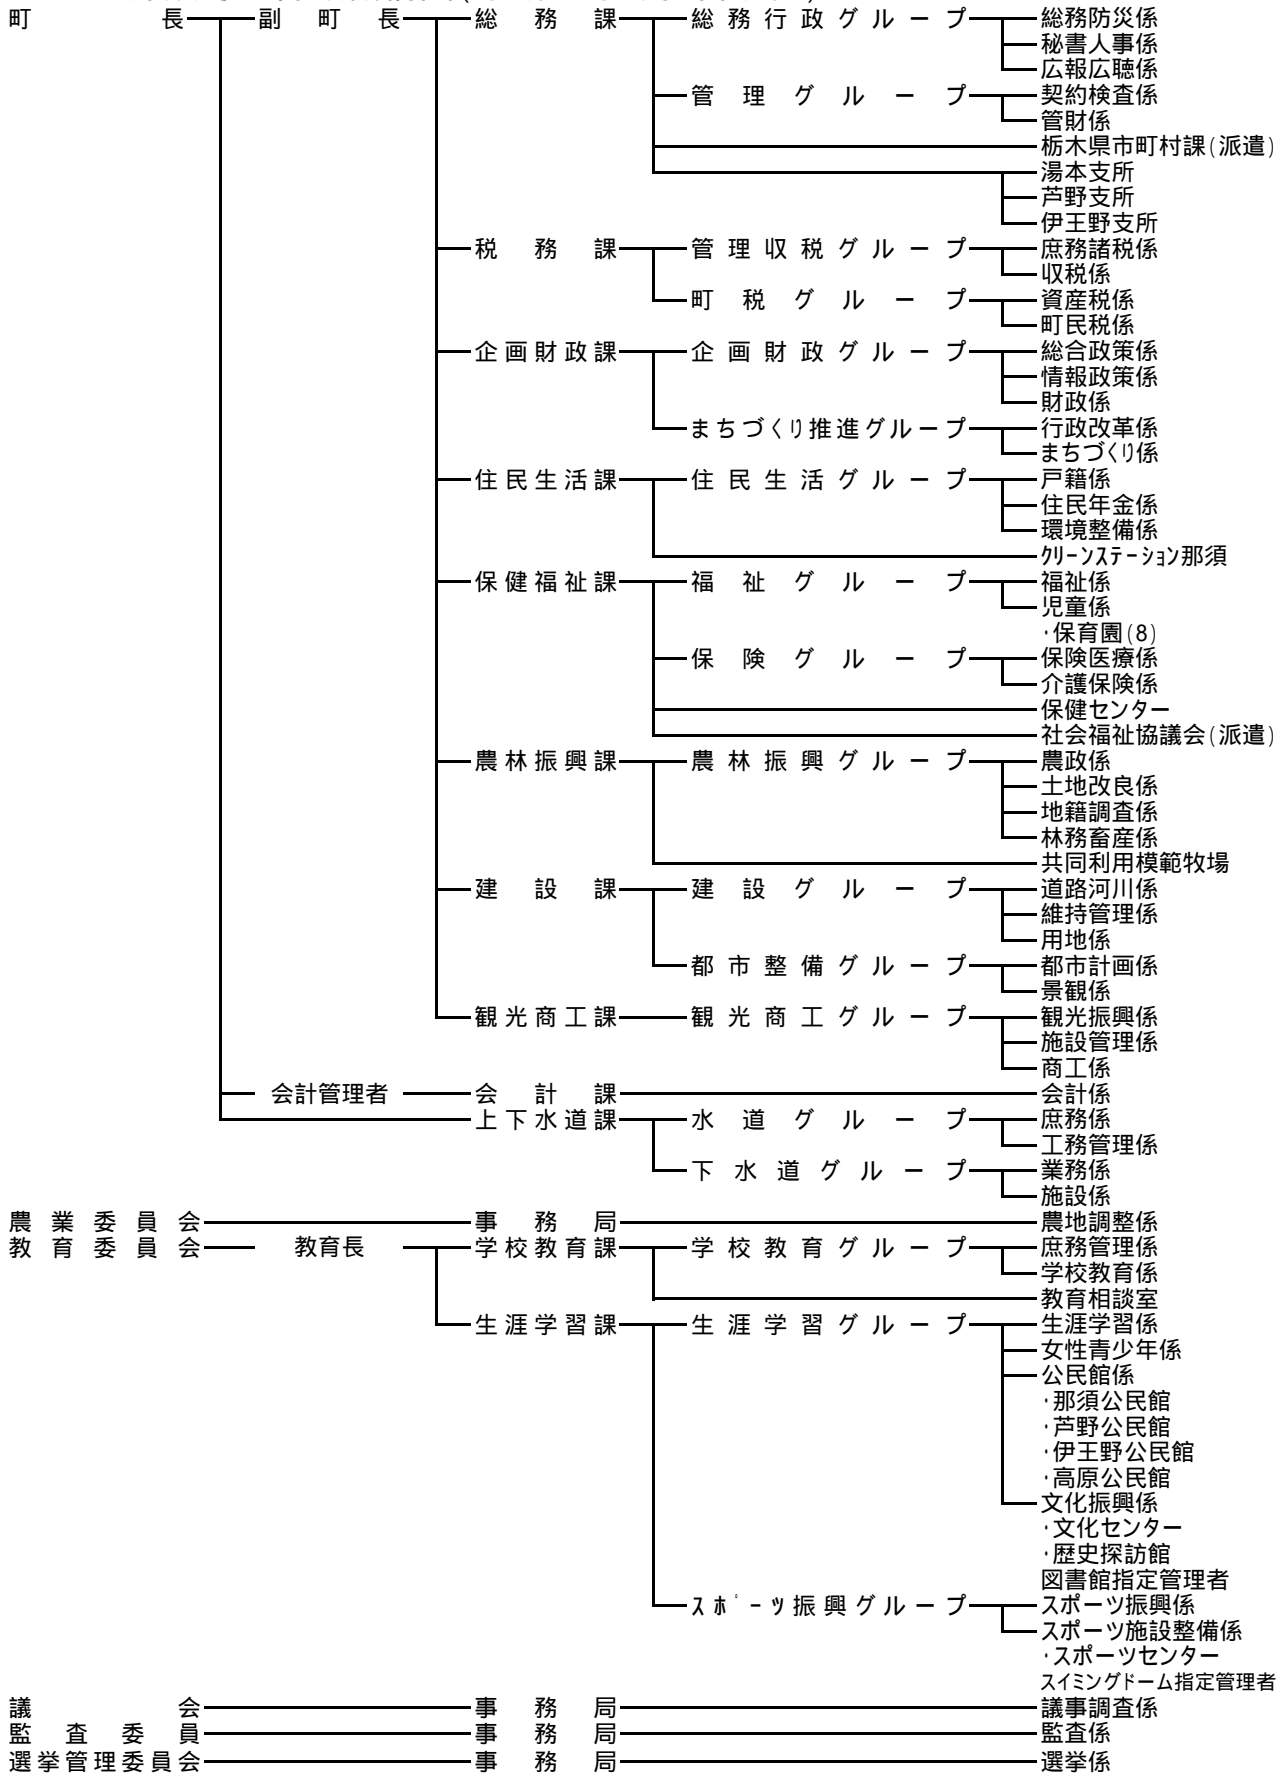 町長 副町長 総務課 総務行政グループ 総務防災係
秘書人事係
広報広聴係
管理グループ 契約検査係
管財係
栃木県市町村課(派遣)
湯本支所
芦野支所
伊王野支所
税務課 管理収税グループ 庶務諸税係
収税係
町税グループ 資産税係
町民税係
企画財政課 企画財政グループ 総合政策係
情報政策係
財政係
まちづくり推進グループ 行政改革係
まちづくり係
住民生活課 住民生活グループ 戸籍係
住民年金係
環境整備係
クリーンステーション那須
保健福祉課 福祉グループ 福祉係
児童係
・保育園(8)
保険グループ 保険医療係
介護保険係
保健センター
社会福祉協議会(派遣)
農林振興課 農林振興グループ 農政係
土地改良係
地籍調査係
林務畜産係
共同利用模範牧場
建設課 建設グループ 道路河川係
維持管理係
用地係
都市整備グループ 都市計画係
景観係
観光商工課 観光商工グループ 観光振興係
施設管理係
商工係
会計管理者 会計課 会計係
上下水道課 水道グループ 庶務係
工務管理係
下水道グループ 業務係
施設係
農業委員会 事務局 農地調整係
教育委員会 教育長 学校教育課 学校教育グループ 庶務管理係
学校教育係
教育相談室
生涯学習課 生涯学習グループ 生涯学習係
女性青少年係
公民館係
・那須公民館
・芦野公民館
・伊王野公民館
・高原公民館
文化振興係
・文化センター
・歴史探訪館
図書館指定管理者
スポーツ振興グループ スポーツ振興係
スポーツ施設整備係
・スポーツセンター
スイミングドーム指定管理者
議会 事務局 議事調査係
監査委員 事務局 監査係
選挙管理委員会 事務局 選挙係